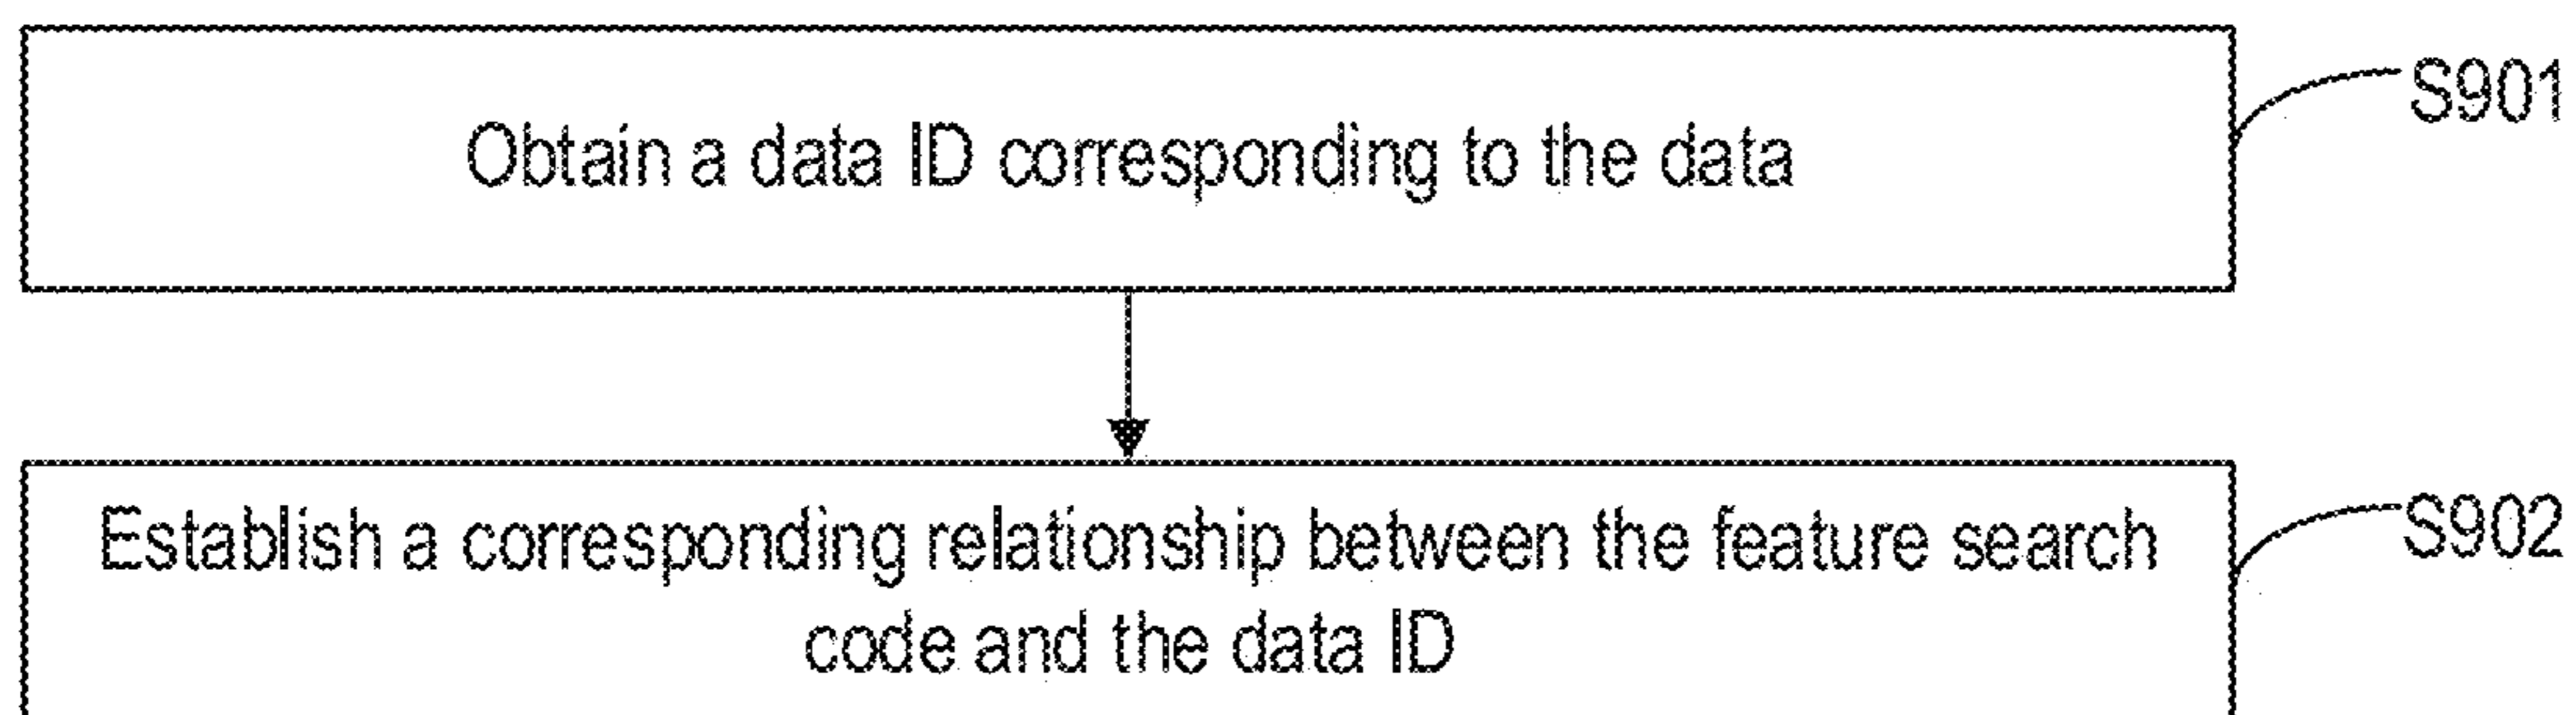 Obtain a data ID corresponding to the data
S901
Establish a corresponding relationship between the feature search
code and the data ID
S902